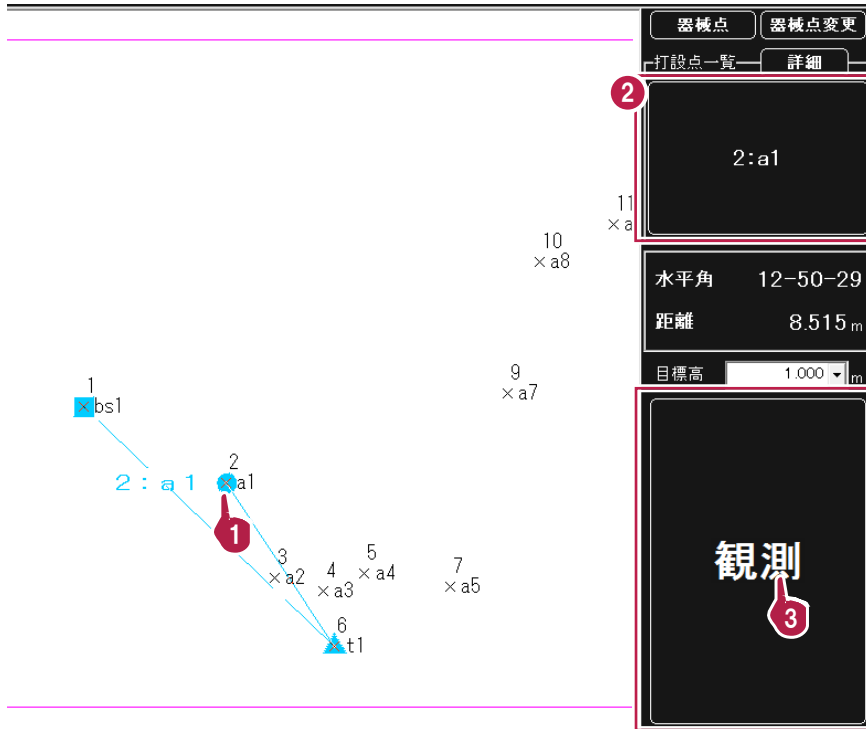 器械点 器械点変更
打設点一覧 詳細
2
2:a1
11
a
10
a8
水平角 12-50-29
距離 8.515 m
目標高 1.000 m
9
a7
1
bs1
2
2:a1 a1
1
観測
3
3 4 5 7
a2 a3 a4 a5
6
t1